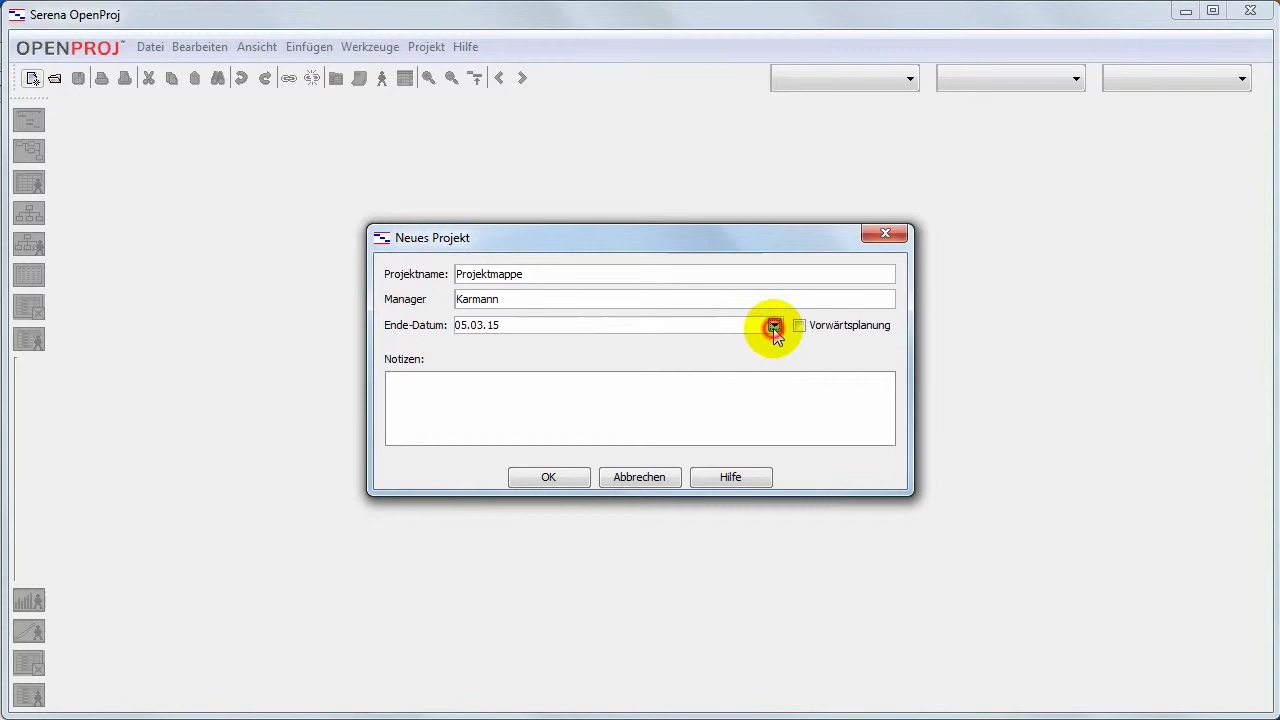 Serena OpenProj
OPENPROJ™ Datei Bearbeiten Ansicht Einfügen Werkzeuge Projekt Hilfe
Neues Projekt
Projektname: Projektmappe
Manager Karmann
Ende-Datum: 05.03.15 Vorwärtsplanung
Notizen:
OK Abbrechen Hilfe